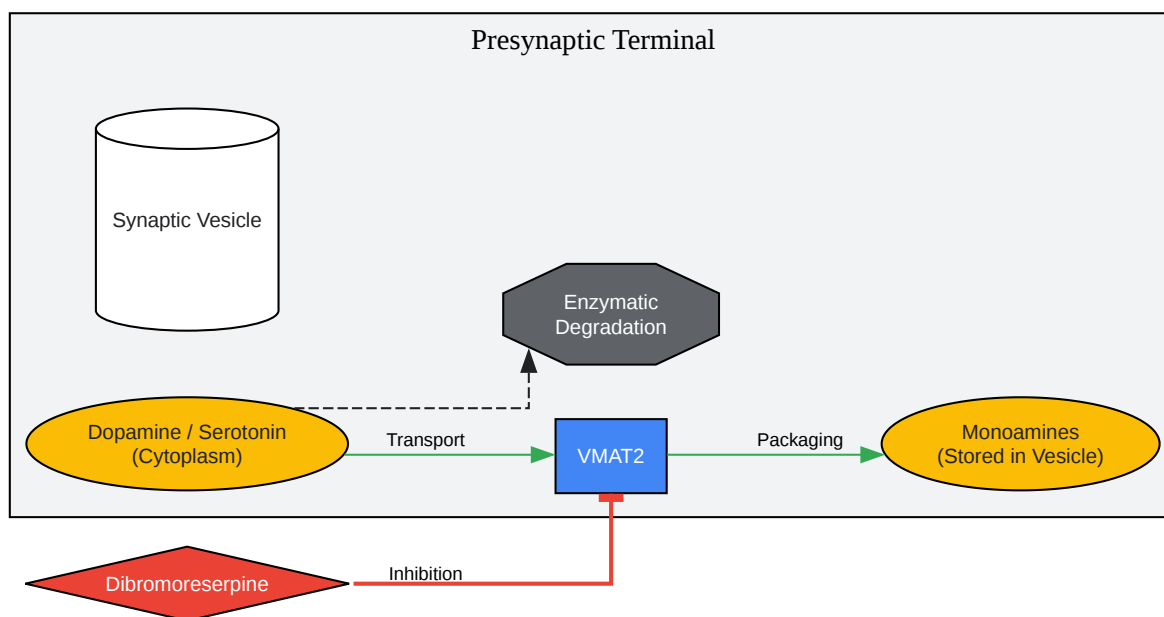 Presynaptic Terminal
Synaptic Vesicle
Enzymatic
Degradation
Dopamine / Serotonin
(Cytoplasm)
Transport
VMAT2
Packaging
Monoamines
(Stored in Vesicle)
Dibromoreserpine
Inhibition